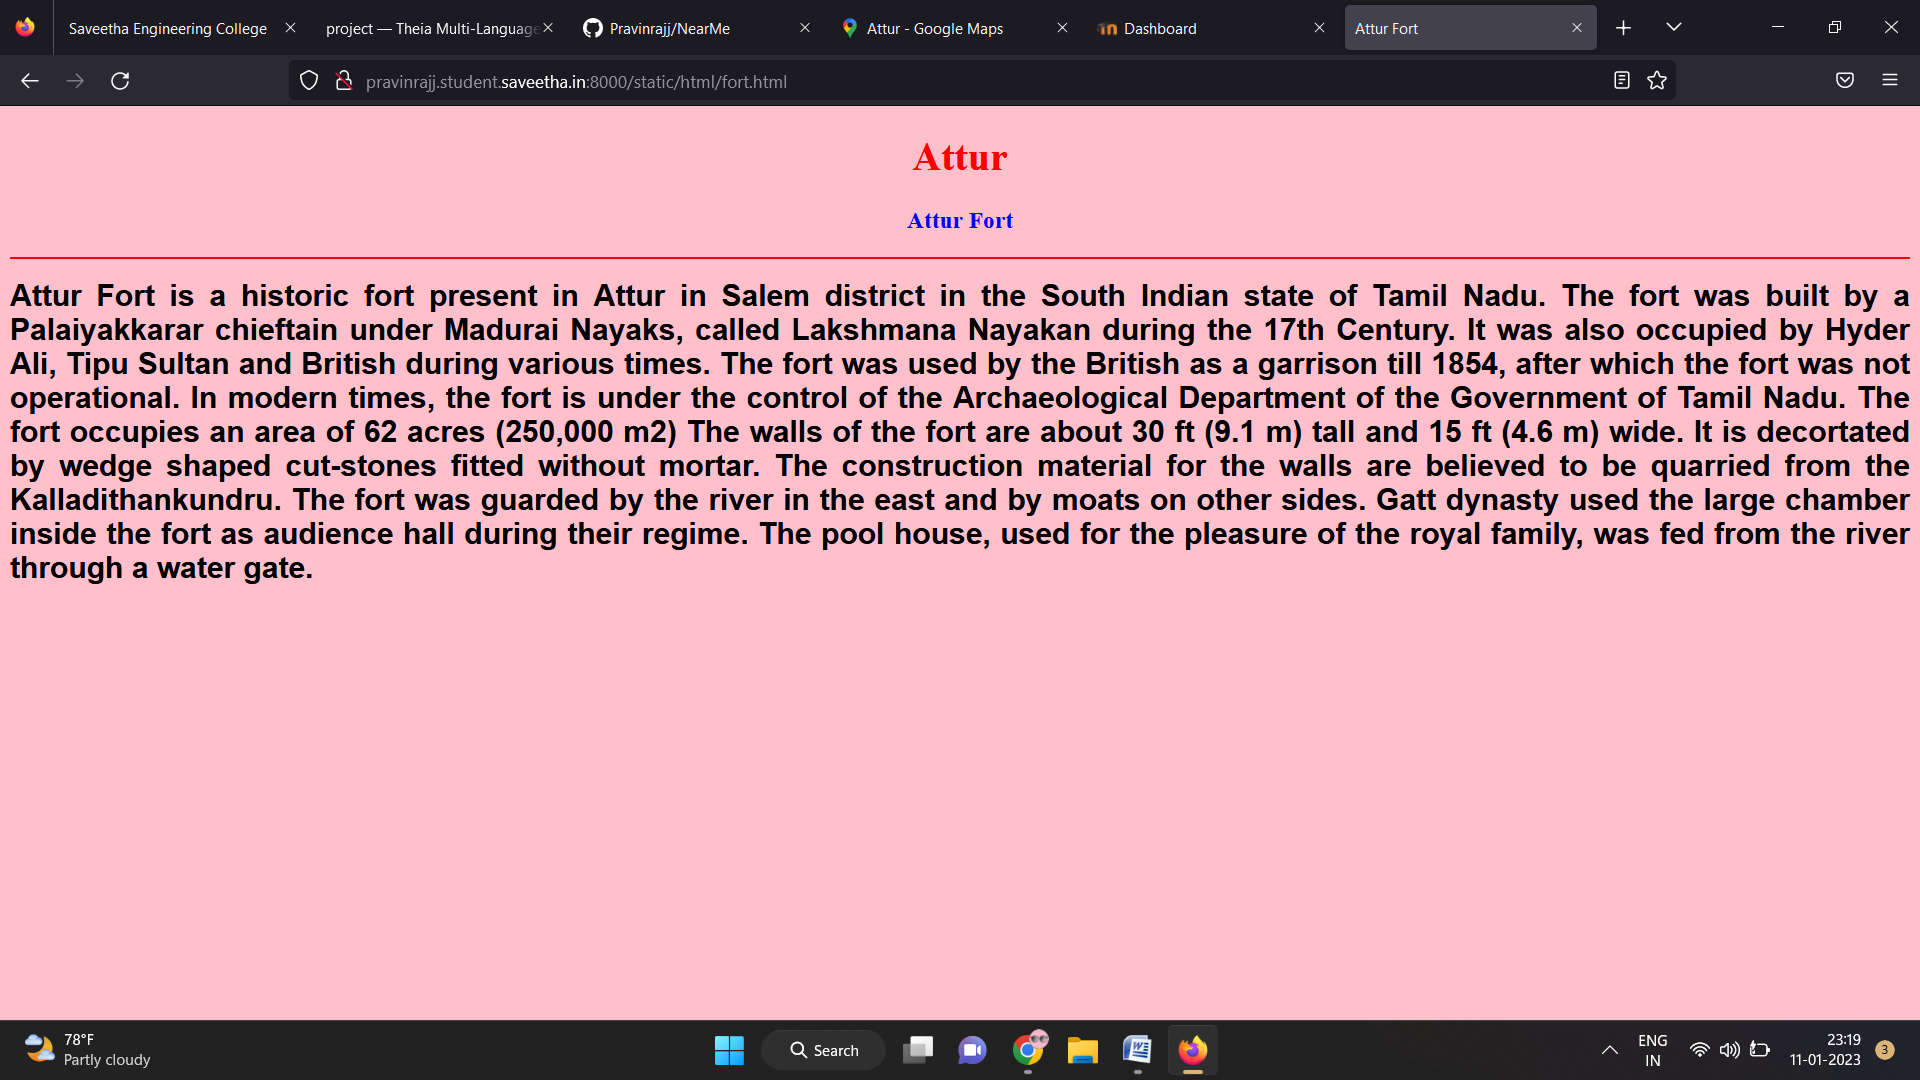 Saveetha Engineering College
project — Theia Multi-Language
Pravinrajj/NearMe
Attur - Google Maps
Dashboard
Attur Fort
pravinrajj.student.saveetha.in:8000/static/html/fort.html
Attur
Attur Fort
Attur Fort is a historic fort present in Attur in Salem district in the South Indian state of Tamil Nadu. The fort was built by a
Palaiyakkarar chieftain under Madurai Nayaks, called Lakshmana Nayakan during the 17th Century. It was also occupied by Hyder
Ali, Tipu Sultan and British during various times. The fort was used by the British as a garrison till 1854, after which the fort was not
operational. In modern times, the fort is under the control of the Archaeological Department of the Government of Tamil Nadu. The
fort occupies an area of 62 acres (250,000 m2) The walls of the fort are about 30 ft (9.1 m) tall and 15 ft (4.6 m) wide. It is decortated
by wedge shaped cut-stones fitted without mortar. The construction material for the walls are believed to be quarried from the
Kalladithankundru. The fort was guarded by the river in the east and by moats on other sides. Gatt dynasty used the large chamber
inside the fort as audience hall during their regime. The pool house, used for the pleasure of the royal family, was fed from the river
through a water gate.
78°F
Partly cloudy
Search
ENG
IN
23:19
11-01-2023
3